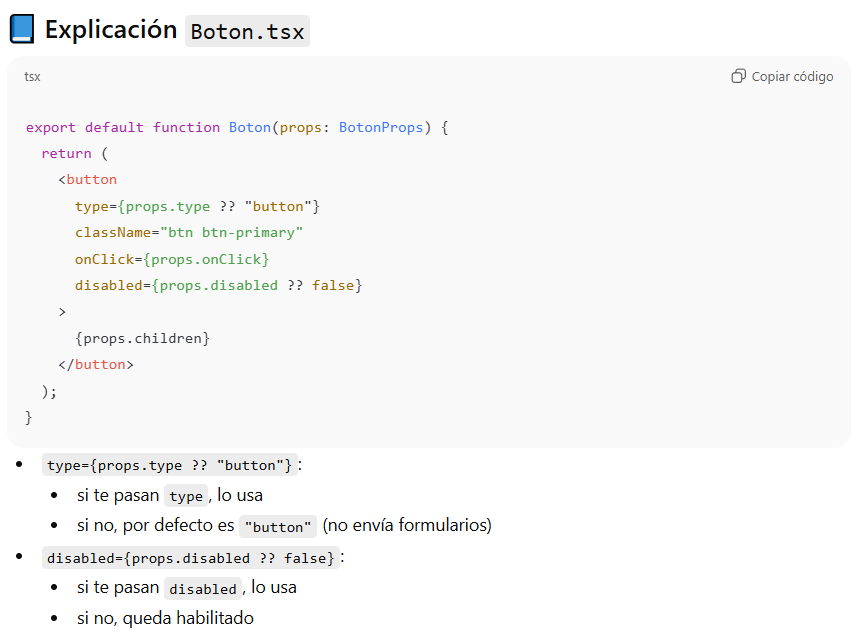 Explicación Boton.tsx
tsx
Copiar código
export default function Boton(props: BotonProps) {
  return (
    <button
      type={props.type ?? "button"}
      className="btn btn-primary"
      onClick={props.onClick}
      disabled={props.disabled ?? false}
    >
      {props.children}
    </button>
  );
}
• type={props.type ?? "button"}:
• si te pasan type, lo usa
• si no, por defecto es "button" (no envía formularios)
• disabled={props.disabled ?? false}:
• si te pasan disabled, lo usa
• si no, queda habilitado